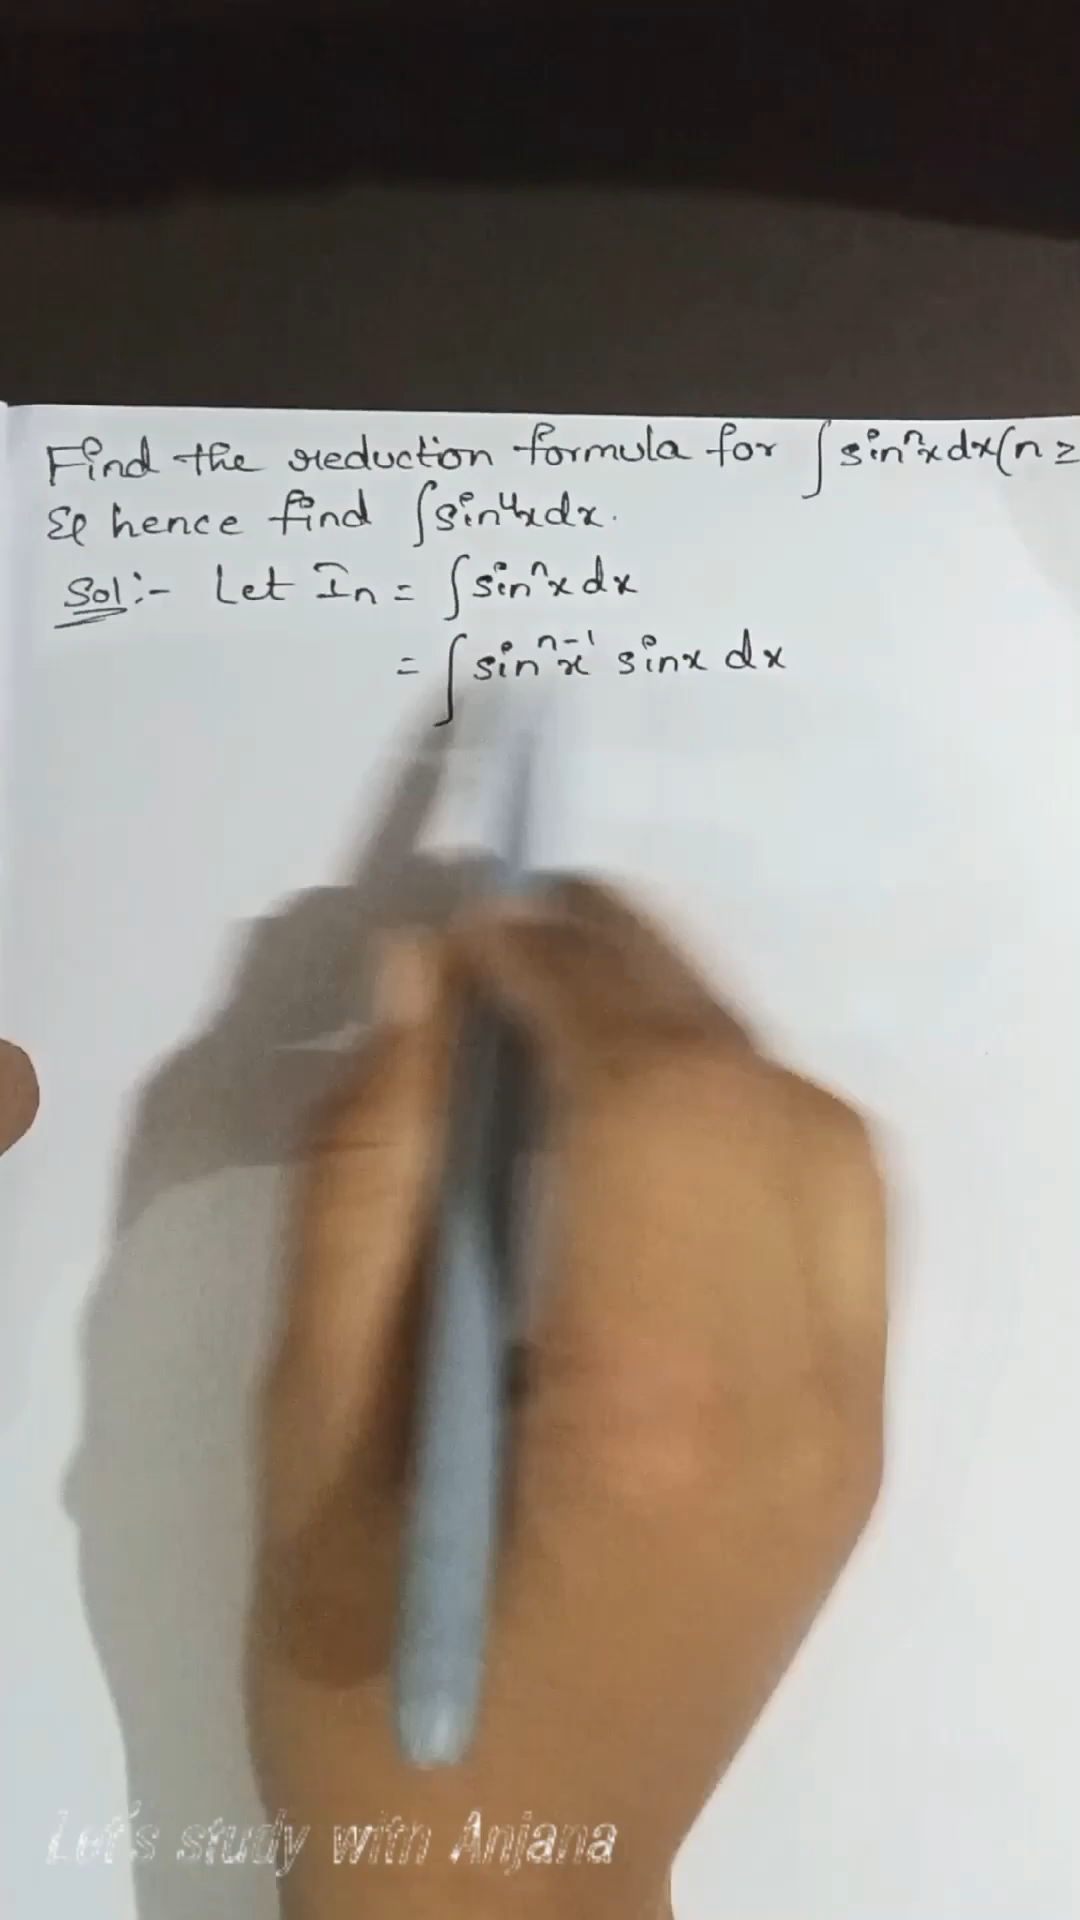 Find the reduction formula for ∫sinⁿx dx (n ≥
& hence find ∫sin⁴x dx.
Sol:- Let Iₙ = ∫sinⁿx dx
= ∫sinⁿ⁻¹x sinx dx
Let's study with Anjana